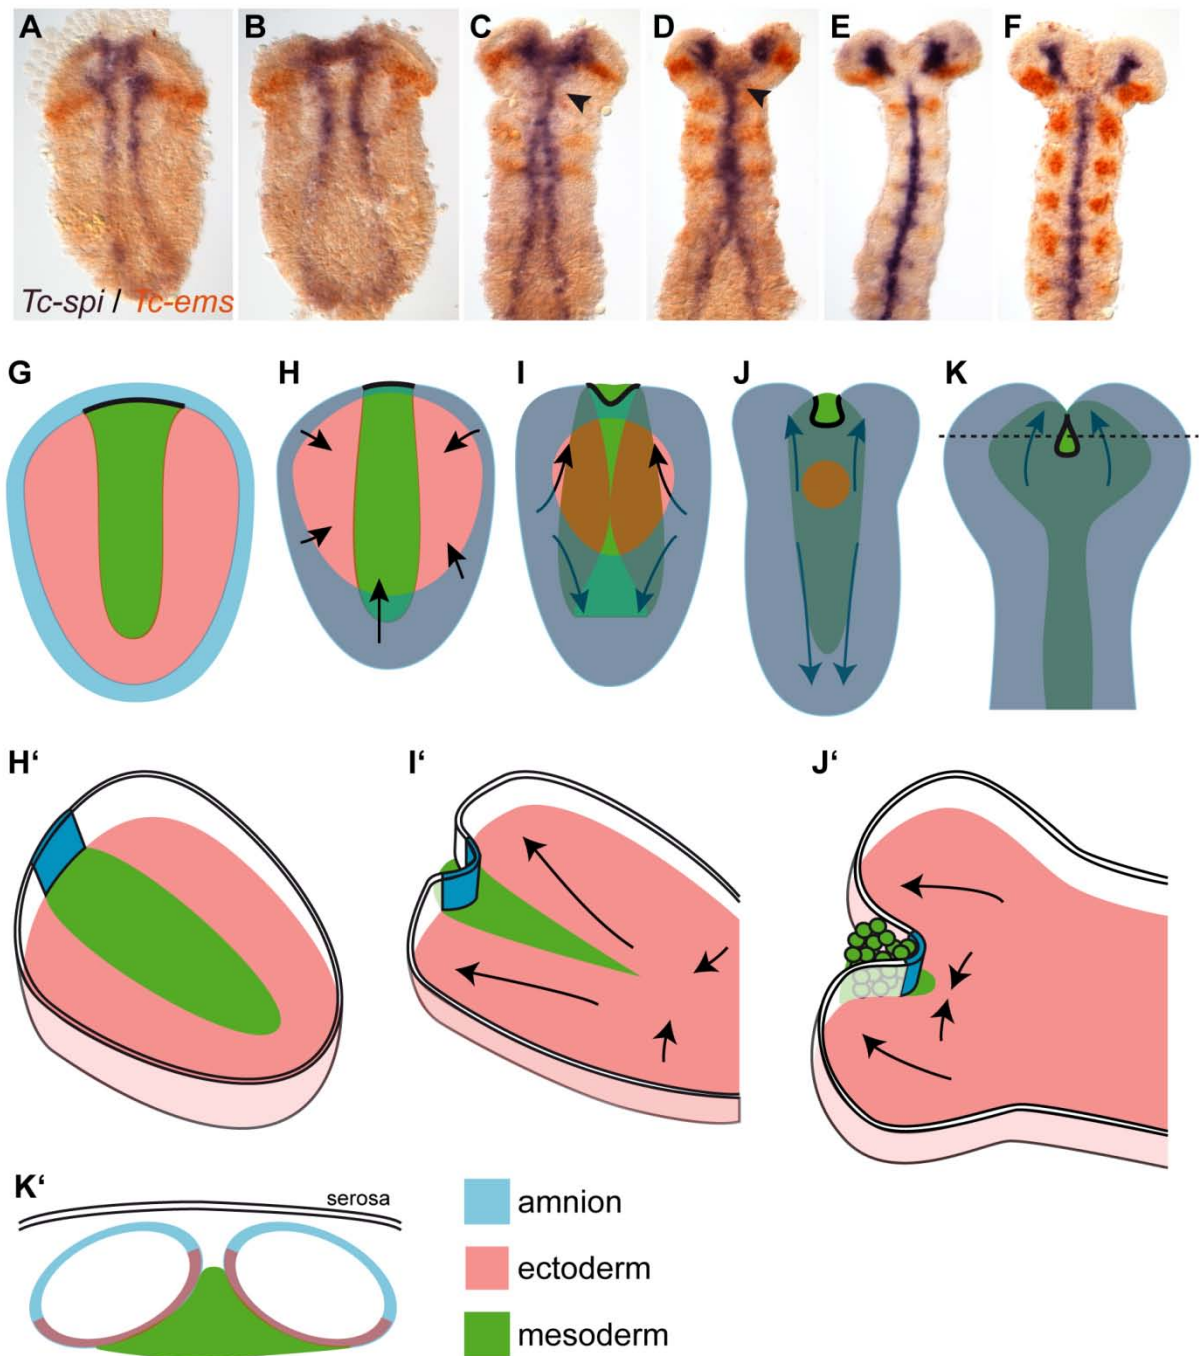 A B C D E F
Tc-spi / Tc-ems
G H I J K
H‘ I‘ J‘
K‘
serosa
amnion
ectoderm
mesoderm